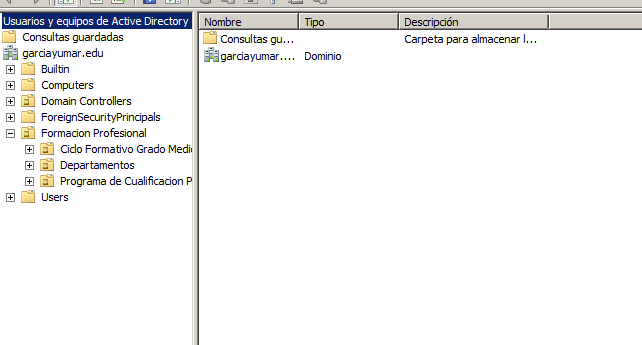 Usuarios y equipos de Active Directory
Consultas guardadas
garciayumar.edu
Builtin
Computers
Domain Controllers
ForeignSecurityPrincipals
Formacion Profesional
Ciclo Formativo Grado Medi
Departamentos
Programa de Cualificacion P
Users
Nombre Tipo Descripción
Consultas gu... Carpeta para almacenar l...
garciayumar.... Dominio